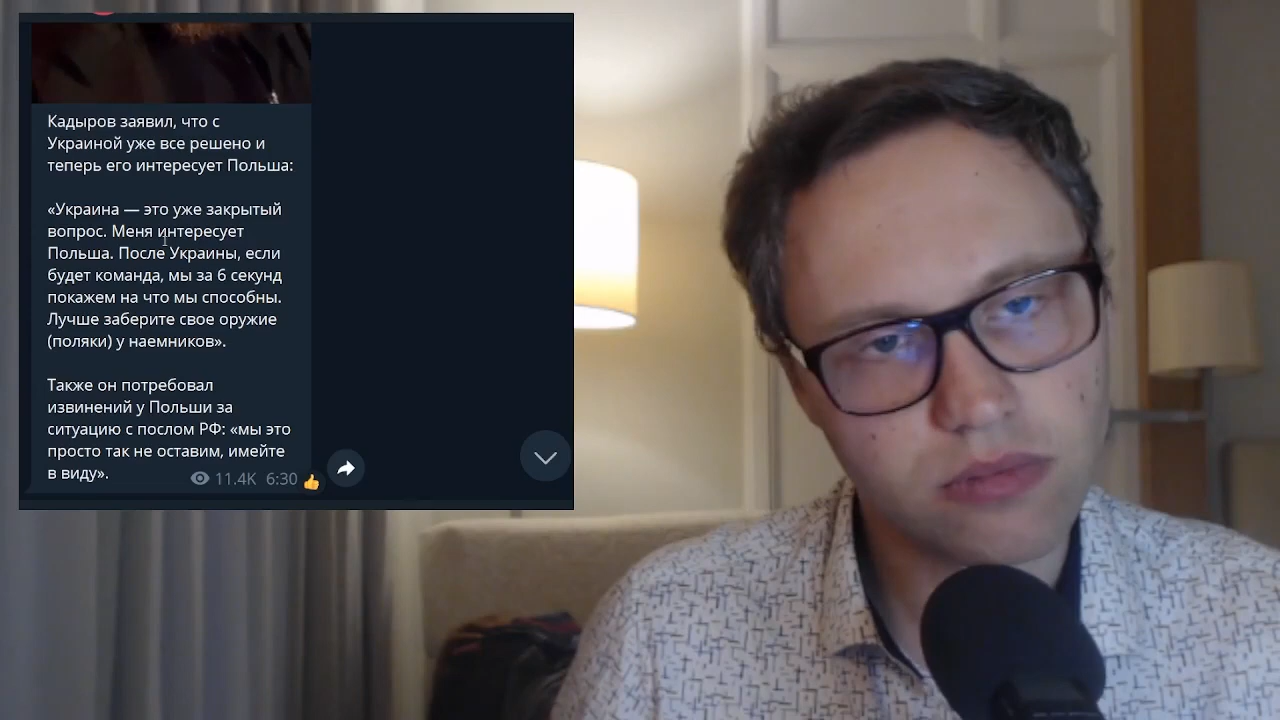 Кадыров заявил, что с
Украиной уже все решено и
теперь его интересует Польша:
«Украина — это уже закрытый
вопрос. Меня интересует
Польша. После Украины, если
будет команда, мы за 6 секунд
покажем на что мы способны.
Лучше заберите свое оружие
(поляки) у наемников».
Также он потребовал
извинений у Польши за
ситуацию с послом РФ: «мы это
просто так не оставим, имейте
в виду».
11.4K 6:30